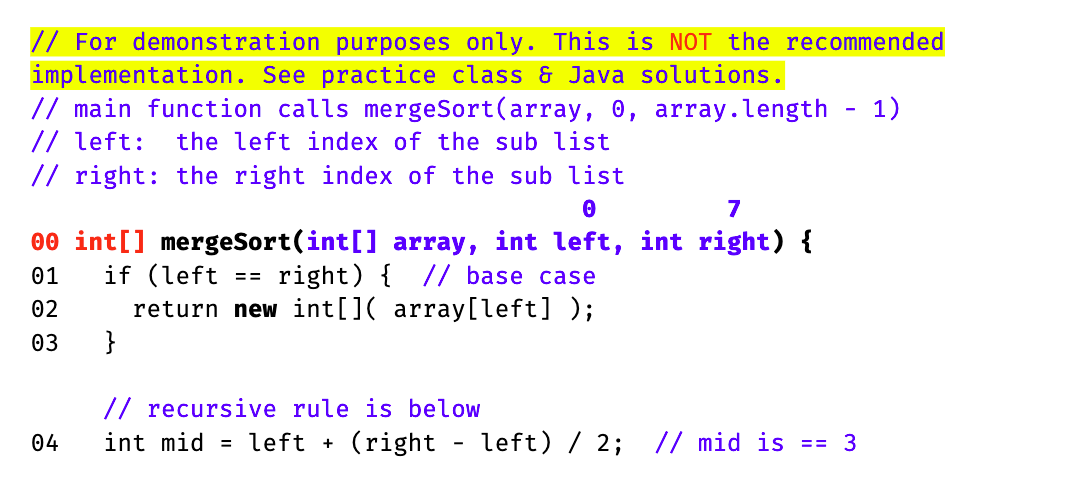 // For demonstration purposes only. This is NOT the recommended
implementation. See practice class & Java solutions.
// main function calls mergeSort(array, 0, array.length - 1)
// left:  the left index of the sub list
// right: the right index of the sub list
0 7
00 int[] mergeSort(int[] array, int left, int right) {
01   if (left == right) {  // base case
02     return new int[]( array[left] );
03   }
// recursive rule is below
04   int mid = left + (right - left) / 2;  // mid is == 3